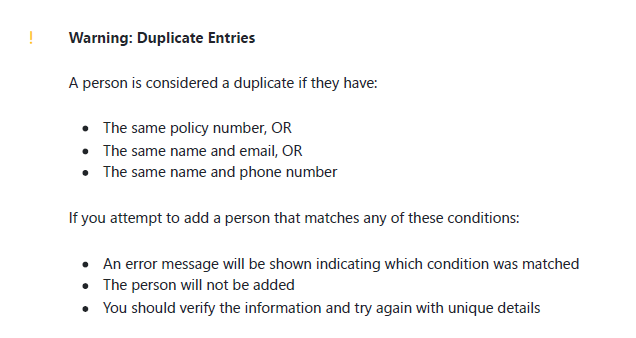 ! Warning: Duplicate Entries
A person is considered a duplicate if they have:
• The same policy number, OR
• The same name and email, OR
• The same name and phone number
If you attempt to add a person that matches any of these conditions:
• An error message will be shown indicating which condition was matched
• The person will not be added
• You should verify the information and try again with unique details